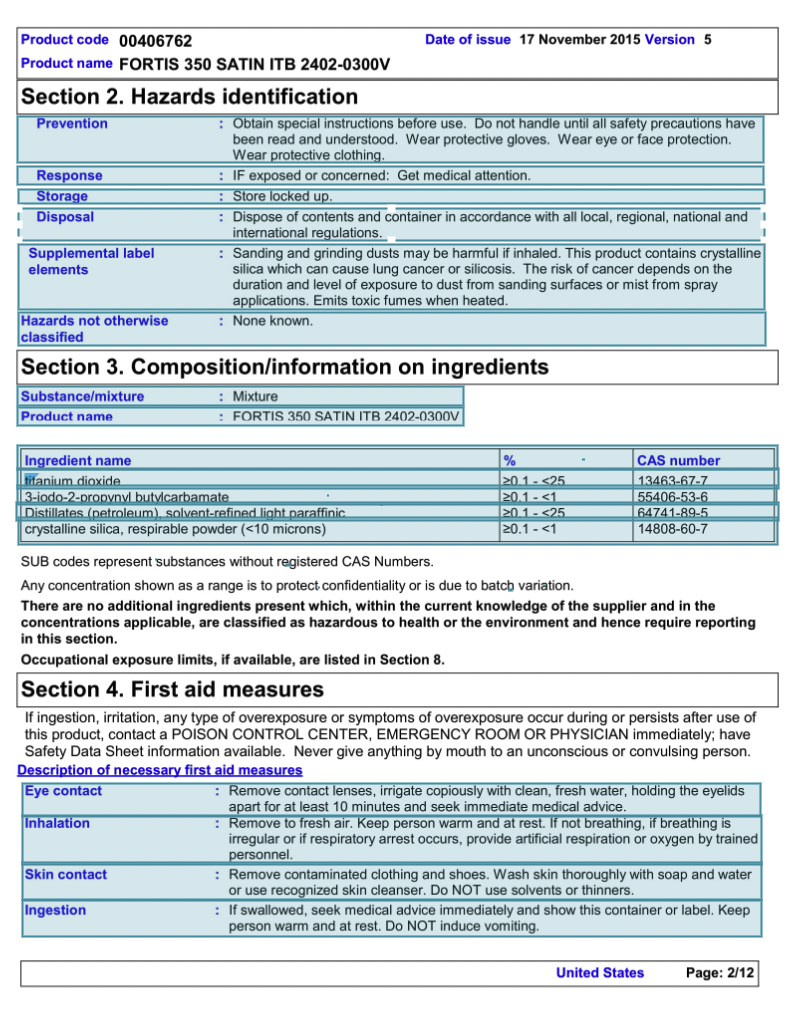 Product code 00406762 Date of issue 17 November 2015 Version 5
Product name FORTIS 350 SATIN ITB 2402-0300V
Section 2. Hazards identification
Prevention : Obtain special instructions before use. Do not handle until all safety precautions have
been read and understood. Wear protective gloves. Wear eye or face protection.
Wear protective clothing.
Response : IF exposed or concerned: Get medical attention.
Storage : Store locked up.
Disposal : Dispose of contents and container in accordance with all local, regional, national and
international regulations.
Supplemental label : Sanding and grinding dusts may be harmful if inhaled. This product contains crystalline
elements silica which can cause lung cancer or silicosis. The risk of cancer depends on the
duration and level of exposure to dust from sanding surfaces or mist from spray
applications. Emits toxic fumes when heated.
Hazards not otherwise : None known.
classified
Section 3. Composition/information on ingredients
Substance/mixture : Mixture
Product name : FORTIS 350 SATIN ITB 2402-0300V
Ingredient name % CAS number
titanium dioxide ≥0.1 - <25 13463-67-7
3-iodo-2-propynyl butylcarbamate ≥0.1 - <1 55406-53-6
Distillates (petroleum), solvent-refined light paraffinic ≥0.1 - <25 64741-89-5
crystalline silica, respirable powder (<10 microns) ≥0.1 - <1 14808-60-7
SUB codes represent substances without registered CAS Numbers.
Any concentration shown as a range is to protect confidentiality or is due to batch variation.
There are no additional ingredients present which, within the current knowledge of the supplier and in the
concentrations applicable, are classified as hazardous to health or the environment and hence require reporting
in this section.
Occupational exposure limits, if available, are listed in Section 8.
Section 4. First aid measures
If ingestion, irritation, any type of overexposure or symptoms of overexposure occur during or persists after use of
this product, contact a POISON CONTROL CENTER, EMERGENCY ROOM OR PHYSICIAN immediately; have
Safety Data Sheet information available. Never give anything by mouth to an unconscious or convulsing person.
Description of necessary first aid measures
Eye contact : Remove contact lenses, irrigate copiously with clean, fresh water, holding the eyelids
apart for at least 10 minutes and seek immediate medical advice.
Inhalation : Remove to fresh air. Keep person warm and at rest. If not breathing, if breathing is
irregular or if respiratory arrest occurs, provide artificial respiration or oxygen by trained
personnel.
Skin contact : Remove contaminated clothing and shoes. Wash skin thoroughly with soap and water
or use recognized skin cleanser. Do NOT use solvents or thinners.
Ingestion : If swallowed, seek medical advice immediately and show this container or label. Keep
person warm and at rest. Do NOT induce vomiting.
United States Page: 2/12